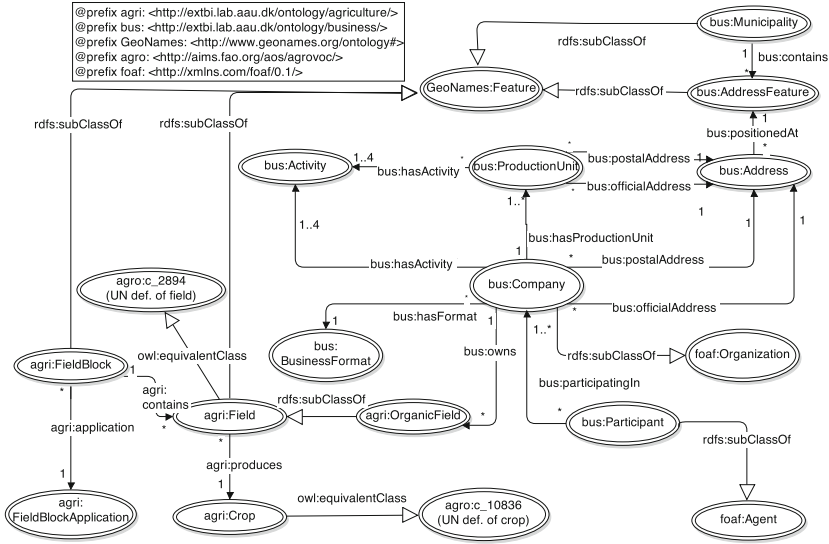 @prefix agri: <http://extbi.lab.aau.dk/ontology/agriculture/>
@prefix bus: <http://extbi.lab.aau.dk/ontology/business/>
@prefix GeoNames: <http://www.geonames.org/ontology#>
@prefix agro: <http://aims.fao.org/aos/agrovoc/>
@prefix foaf: <http://xmlns.com/foaf/0.1/>
bus:Municipality
rdfs:subClassOf
1
bus:contains
*
GeoNames:Feature
rdfs:subClassOf
bus:AddressFeature
rdfs:subClassOf
rdfs:subClassOf
1
bus:positionedAt
*
bus:Activity
1..4
bus:hasActivity
*
bus:ProductionUnit
*
bus:postalAddress
1
*
bus:officialAddress
bus:Address
1
1..*
1..4
1
1
bus:hasProductionUnit
1
bus:hasActivity
*
bus:postalAddress
agro:c_2894
(UN def. of field)
bus:Company
*
bus:hasFormat
1
*
bus:officialAddress
1
1..*
bus:
BusinessFormat
bus:owns
rdfs:subClassOf
foaf:Organization
owl:equivalentClass
agri:FieldBlock
1
agri:
contains
*
*
bus:participatingIn
rdfs:subClassOf
agri:Field
agri:OrganicField
*
*
bus:Participant
agri:application
*
rdfs:subClassOf
agri:produces
1
1
owl:equivalentClass
agri:
FieldBlockApplication
agri:Crop
agro:c_10836
(UN def. of crop)
foaf:Agent